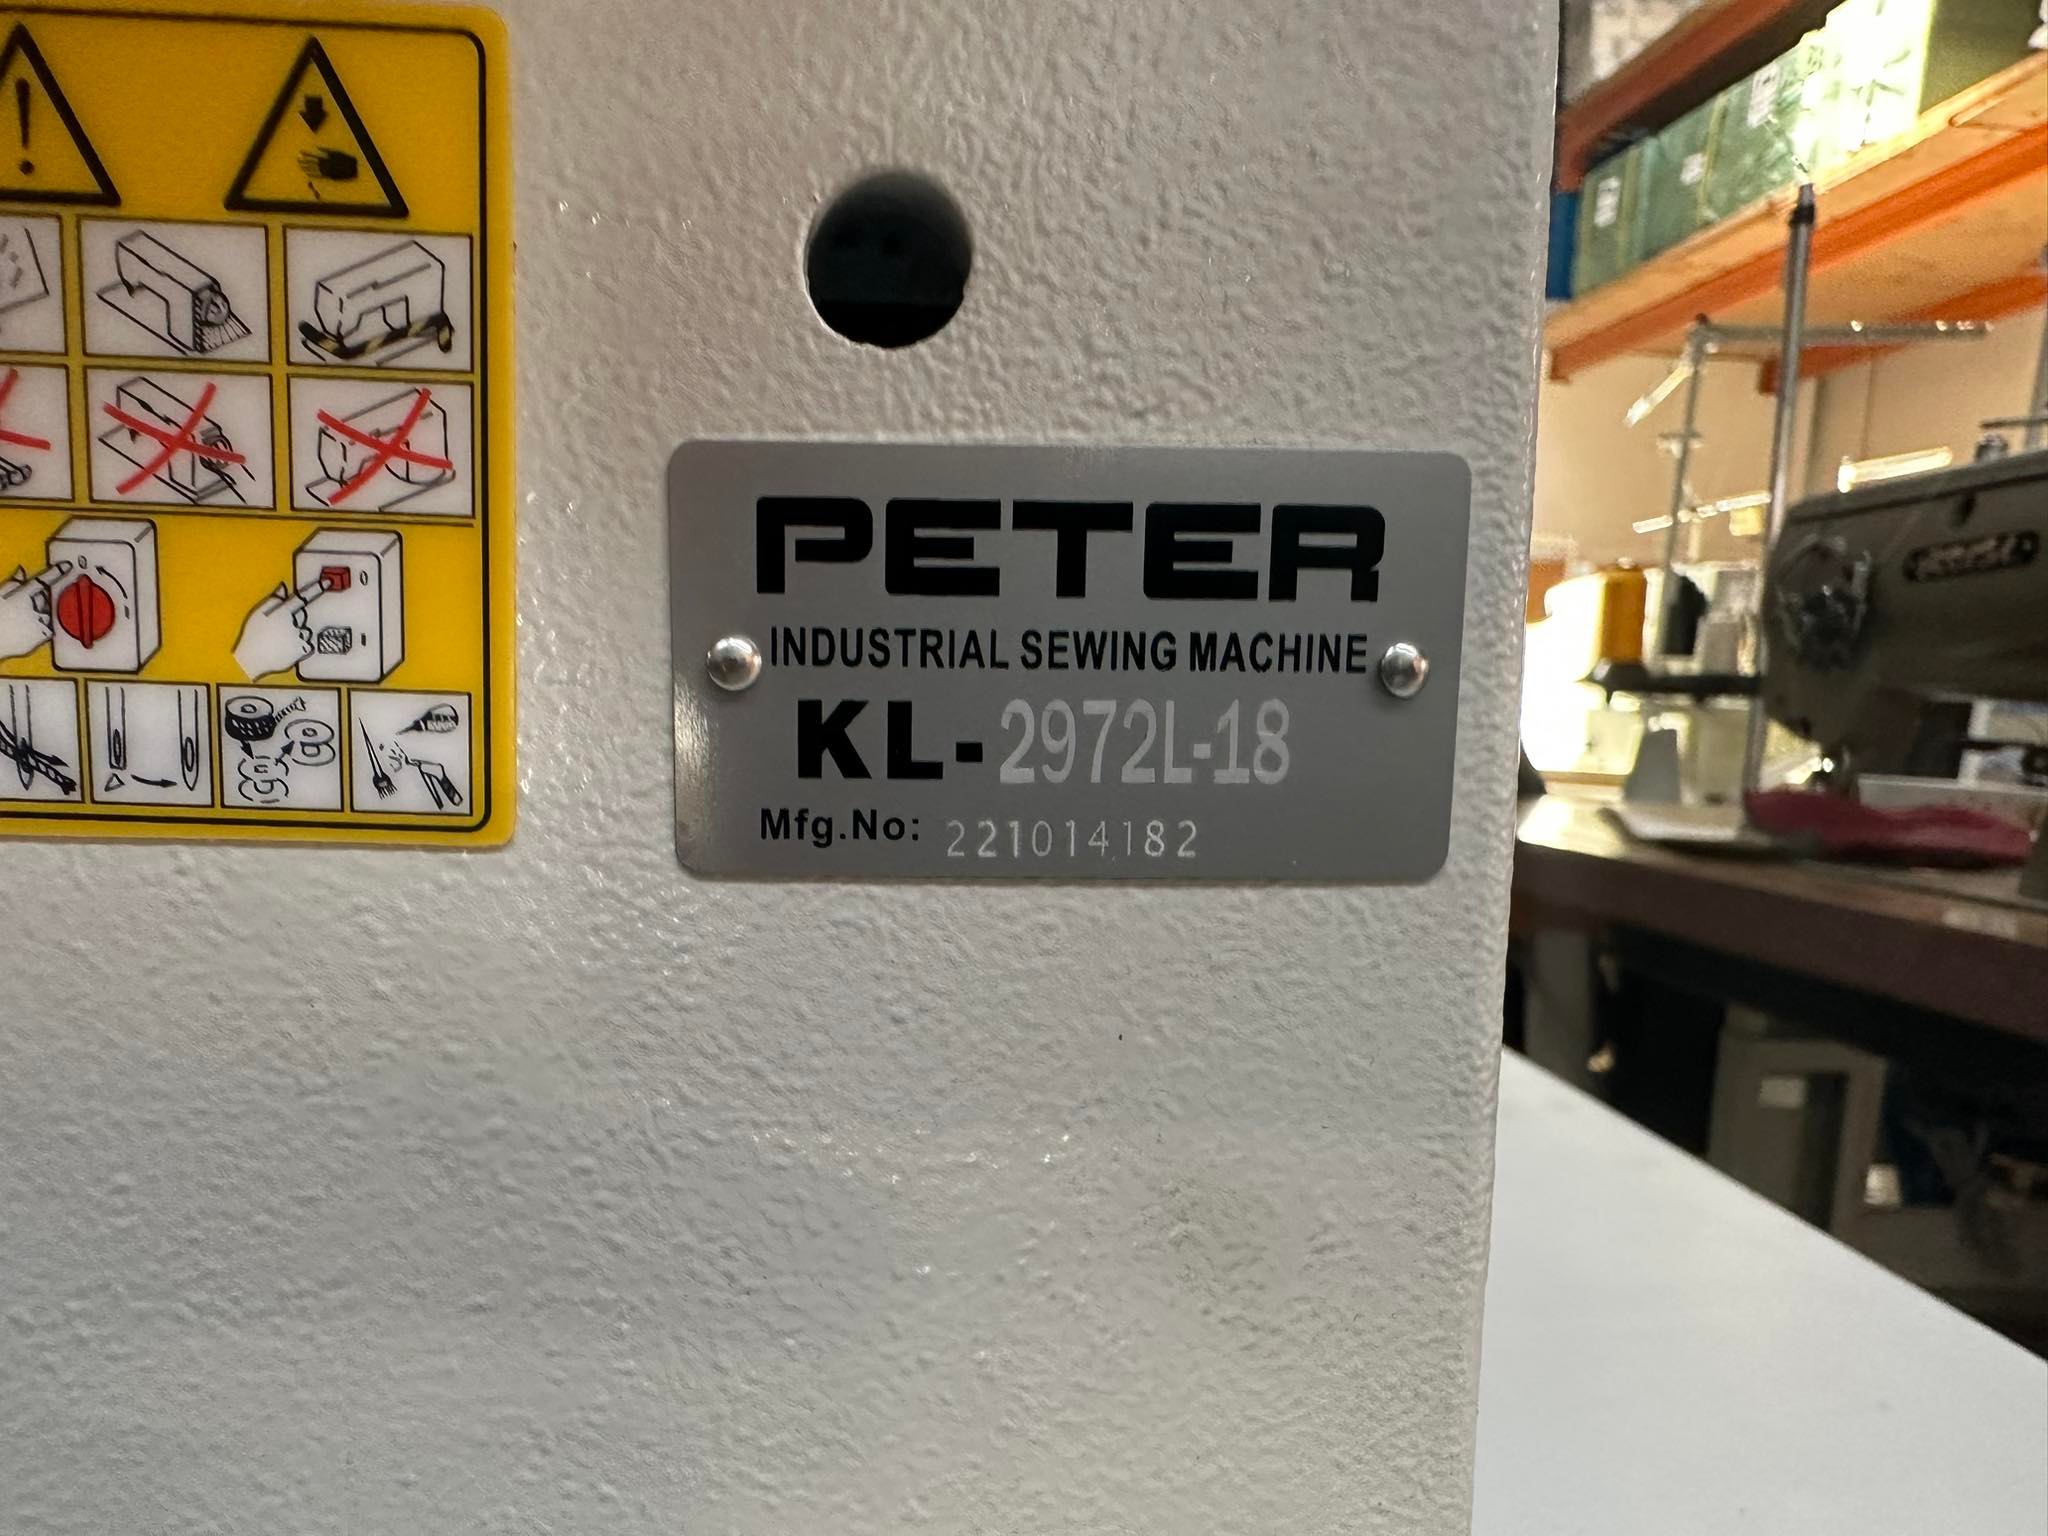 PETER
INDUSTRIAL SEWING MACHINE
KL-2972L-18
Mfg.No: 221014182